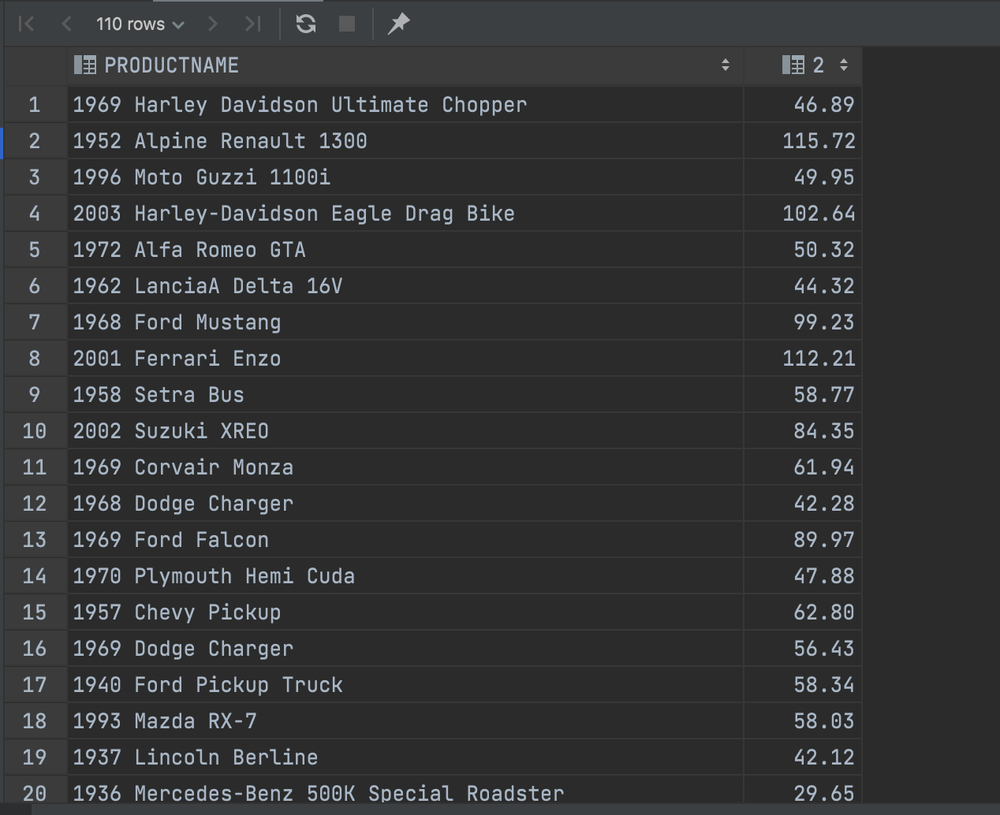 110 rows
PRODUCTNAME 2
1 1969 Harley Davidson Ultimate Chopper 46.89
2 1952 Alpine Renault 1300 115.72
3 1996 Moto Guzzi 1100i 49.95
4 2003 Harley-Davidson Eagle Drag Bike 102.64
5 1972 Alfa Romeo GTA 50.32
6 1962 LanciaA Delta 16V 44.32
7 1968 Ford Mustang 99.23
8 2001 Ferrari Enzo 112.21
9 1958 Setra Bus 58.77
10 2002 Suzuki XREO 84.35
11 1969 Corvair Monza 61.94
12 1968 Dodge Charger 42.28
13 1969 Ford Falcon 89.97
14 1970 Plymouth Hemi Cuda 47.88
15 1957 Chevy Pickup 62.80
16 1969 Dodge Charger 56.43
17 1940 Ford Pickup Truck 58.34
18 1993 Mazda RX-7 58.03
19 1937 Lincoln Berline 42.12
20 1936 Mercedes-Benz 500K Special Roadster 29.65